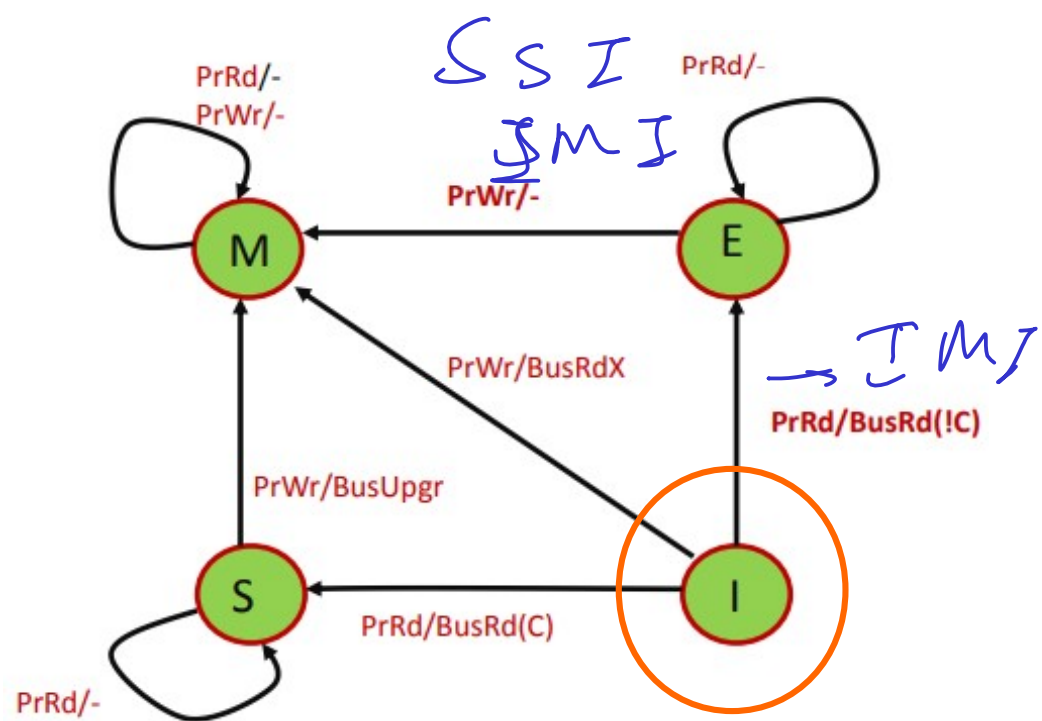 S S I
PrRd/-
PrRd/-
PrWr/-
I M I
PrWr/-
M
E
PrWr/BusRdX
→ I M I
PrRd/BusRd(!C)
PrWr/BusUpgr
S
I
PrRd/BusRd(C)
PrRd/-